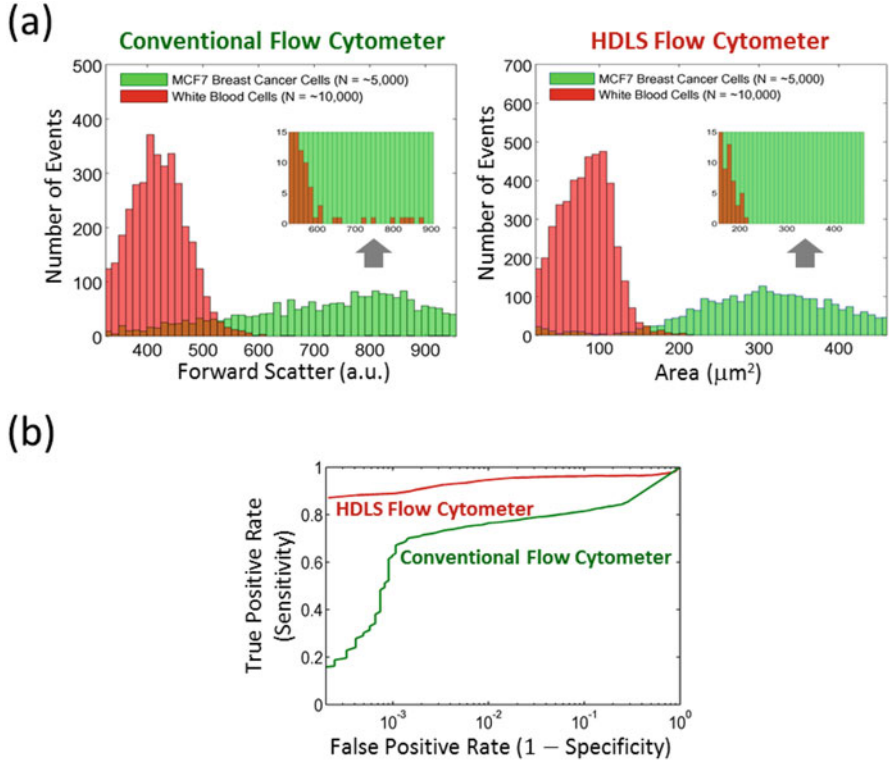 (a)
Conventional Flow Cytometer
500
400
300
200
100
0
Number of Events
MCF7 Breast Cancer Cells (N = ~5,000)
White Blood Cells (N = ~10,000)
15
10
5
0
600 700 800 900
400 500 600 700 800 900
Forward Scatter (a.u.)
HDLS Flow Cytometer
700
600
500
400
300
200
100
0
Number of Events
MCF7 Breast Cancer Cells (N = ~5,000)
White Blood Cells (N = ~10,000)
15
10
5
0
200 300 400
100 200 300 400
Area (μm²)
(b)
1
0.8
0.6
0.4
0.2
0
True Positive Rate
(Sensitivity)
HDLS Flow Cytometer
Conventional Flow Cytometer
10⁻³ 10⁻² 10⁻¹ 10⁰
False Positive Rate (1 − Specificity)